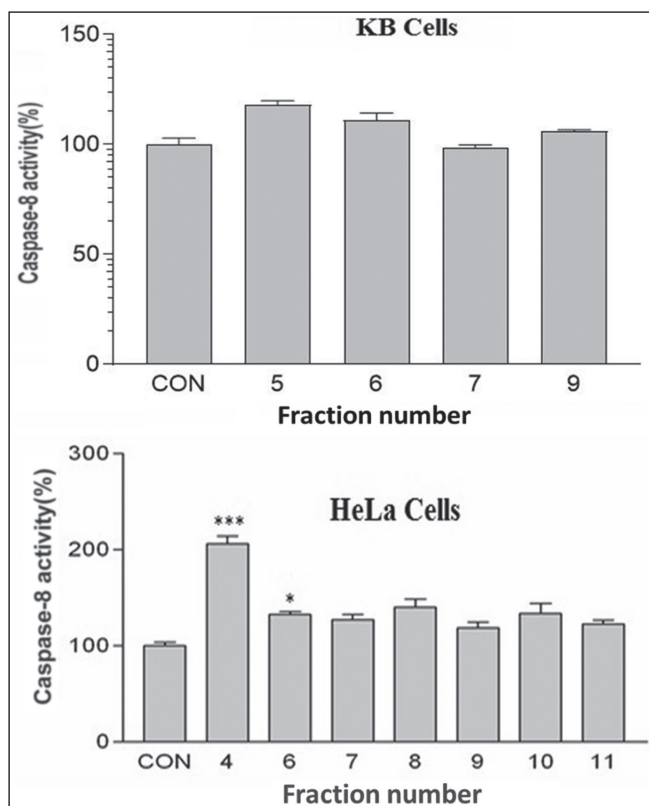 KB Cells
Caspase-8 activity(%)
150
100
50
0
CON 5 6 7 9
Fraction number
HeLa Cells
Caspase-8 activity(%)
300
200
100
0
***
*
CON 4 6 7 8 9 10 11
Fraction number